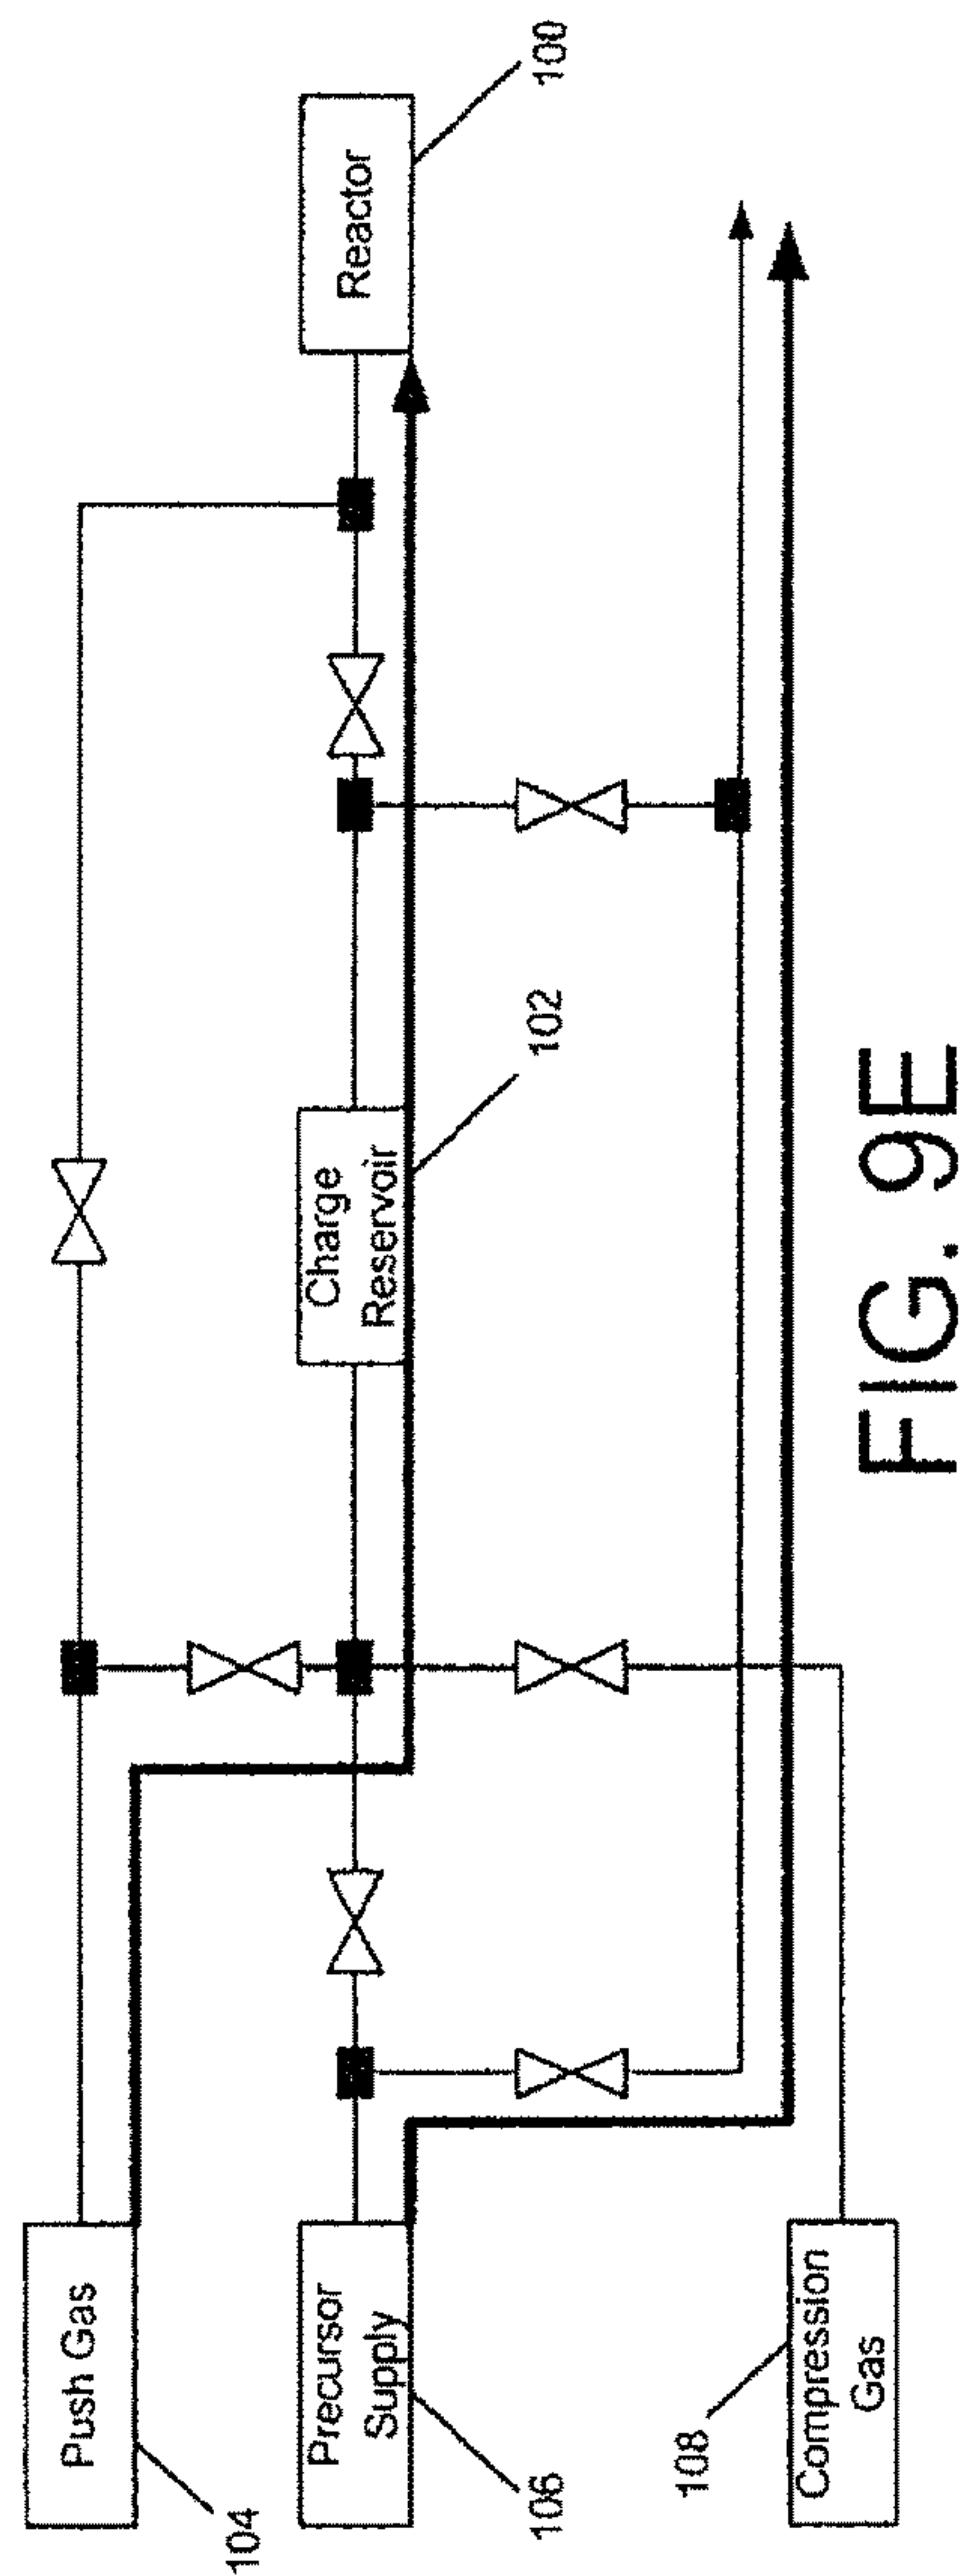 Push Gas
104
Precursor
Supply
106
Compression
Gas
108
Charge
Reservoir
102
Reactor
100
FIG. 9E